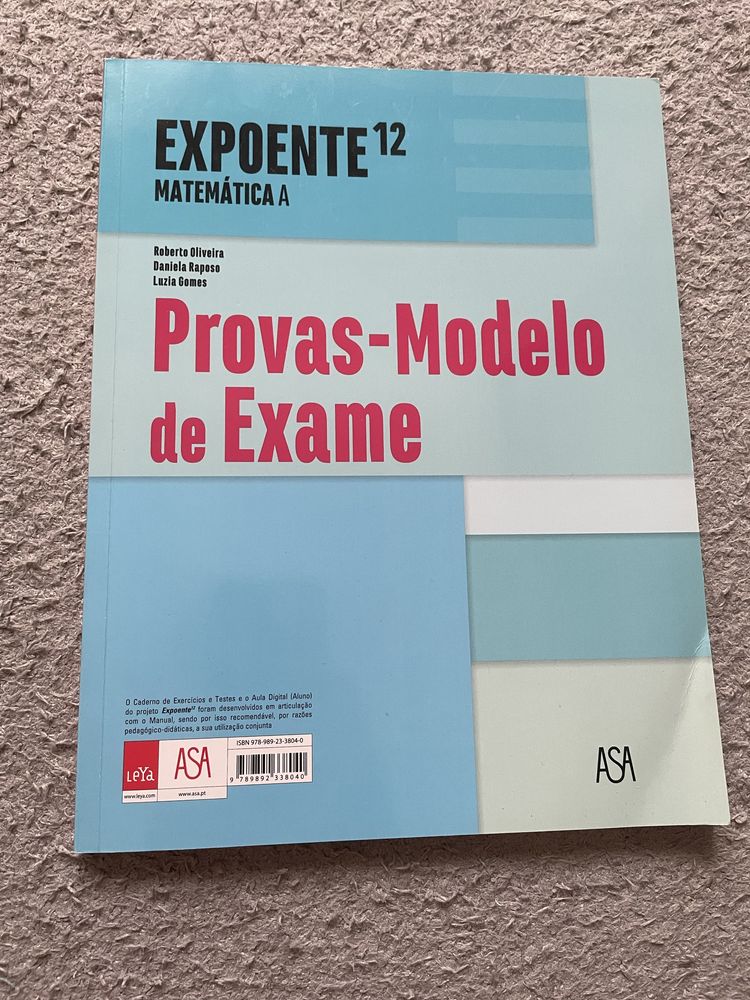 EXPOENTE 12
MATEMÁTICA A
Roberto Oliveira
Daniela Raposo
Luzia Gomes
Provas-Modelo
de Exame
O Caderno de Exercícios e Testes e o Aula Digital (Aluno)
do projeto Expoente12 foram desenvolvidos em articulação
com o Manual, sendo por isso recomendável, por razões
pedagógico-didáticas, a sua utilização conjunta
LeYa
www.leya.com
ASA
www.asa.pt
ISBN 978-989-23-3804-0
9 789892 338040
ASA